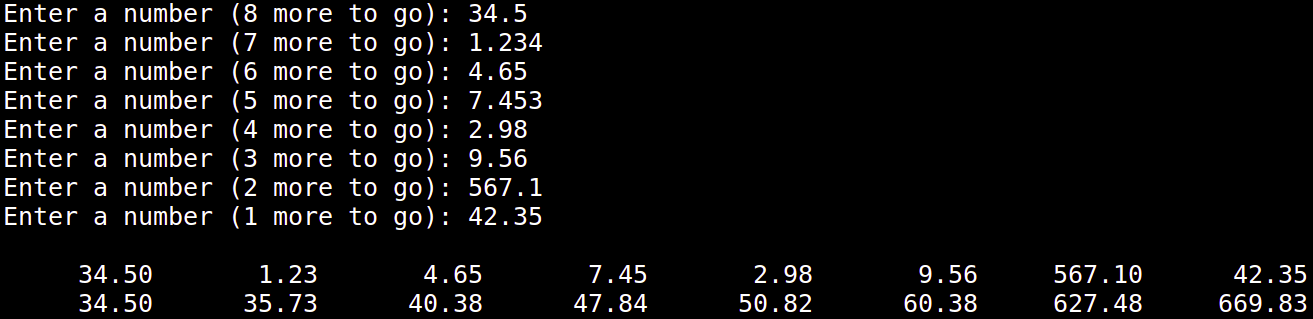 Enter a number (8 more to go): 34.5
Enter a number (7 more to go): 1.234
Enter a number (6 more to go): 4.65
Enter a number (5 more to go): 7.453
Enter a number (4 more to go): 2.98
Enter a number (3 more to go): 9.56
Enter a number (2 more to go): 567.1
Enter a number (1 more to go): 42.35

     34.50       1.23       4.65       7.45       2.98       9.56     567.10      42.35
     34.50      35.73      40.38      47.84      50.82      60.38     627.48     669.83